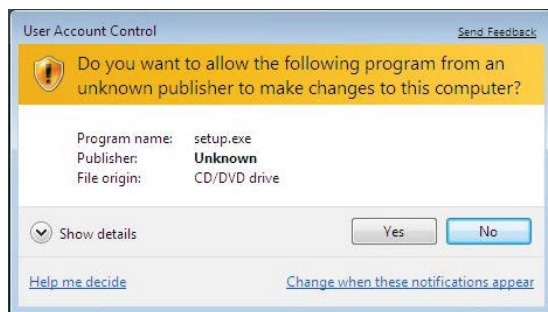 User Account Control
Send Feedback
Do you want to allow the following program from an
unknown publisher to make changes to this computer?
Program name: setup.exe
Publisher: Unknown
File origin: CD/DVD drive
Show details
Yes
No
Help me decide
Change when these notifications appear